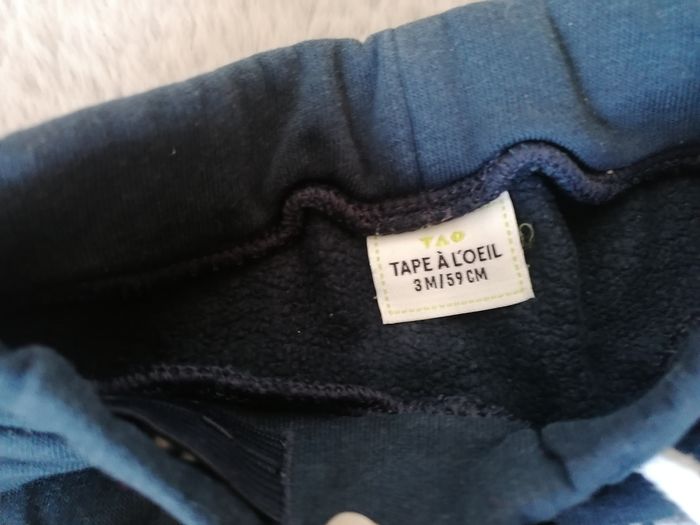 TAO
TAPE À L'OEIL
3M/59CM